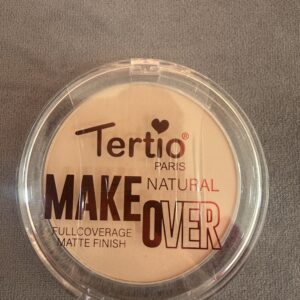 Tertio®
PARIS
MAKE NATURAL
OVER
FULLCOVERAGE
MATTE FINISH